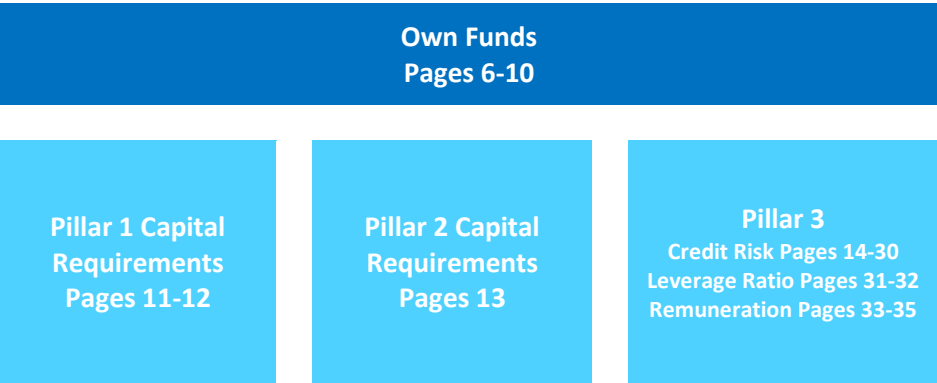 Own Funds
Pages 6-10
Pillar 1 Capital
Requirements
Pages 11-12
Pillar 2 Capital
Requirements
Pages 13
Pillar 3
Credit Risk Pages 14-30
Leverage Ratio Pages 31-32
Remuneration Pages 33-35